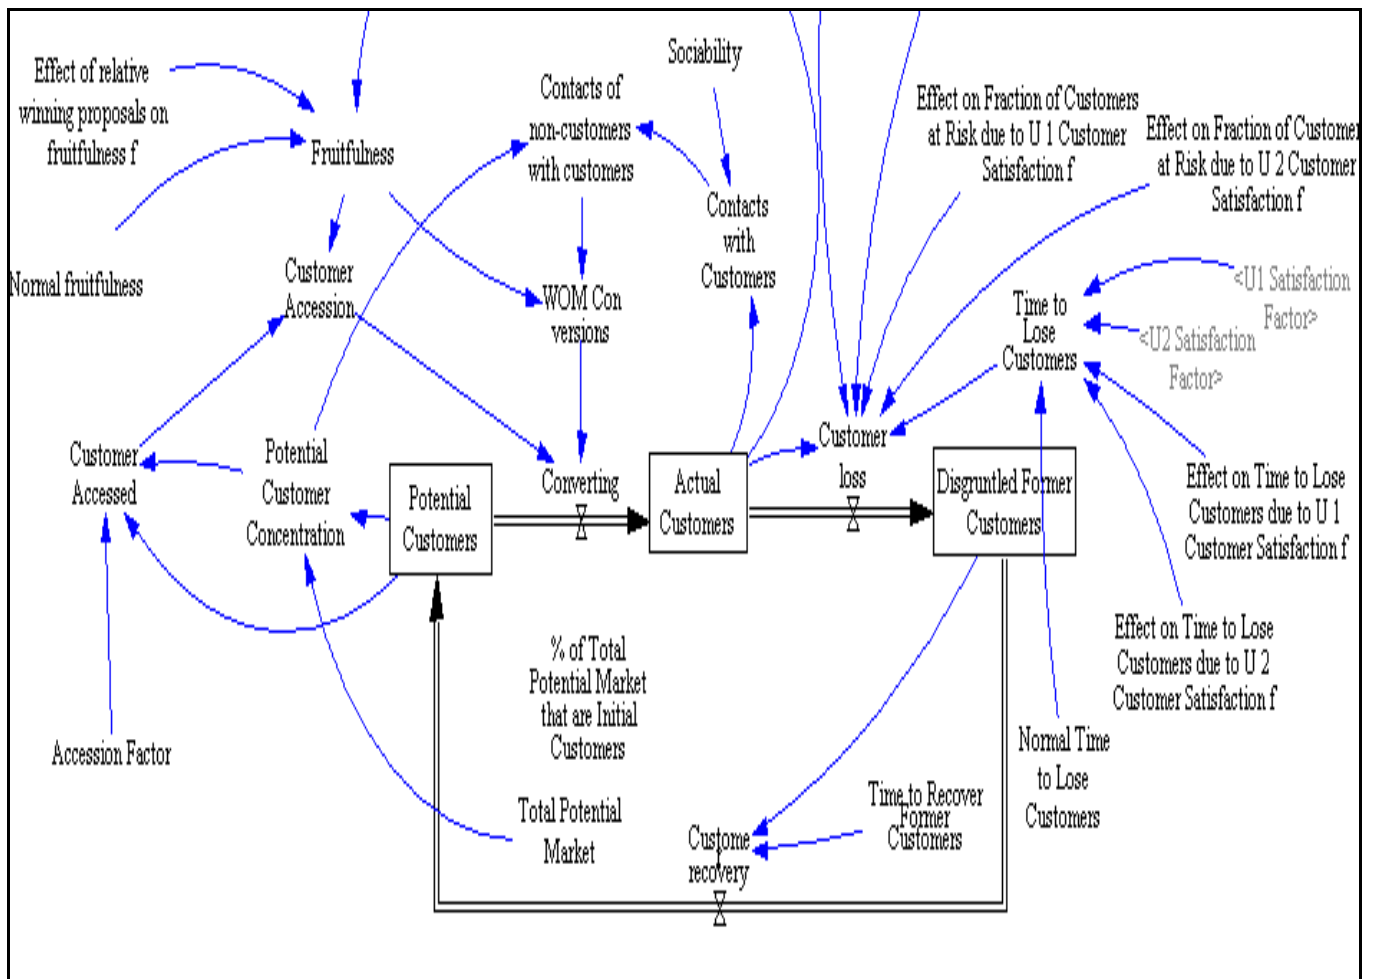 Sociability
Effect of relative
winning proposals on
fruitfulness f
Contacts of
non-customers
with customers
Effect on Fraction of Customers
at Risk due to U 1 Customer
Satisfaction f
Effect on Fraction of Customer
at Risk due to U 2 Customer
Satisfaction f
Fruitfulness
Contacts
with
Customers
Normal fruitfulness
Customer
Accession
WOM Con
versions
Time to
Lose
Customers
<U1 Satisfaction
Factor>
<U2 Satisfaction
Factor>
Customer
Accessed
Potential
Customer
Concentration
Potential
Customers
Converting
Actual
Customers
Customer
loss
Disgruntled Former
Customers
Effect on Time to Lose
Customers due to U 1
Customer Satisfaction f
Effect on Time to Lose
Customers due to U 2
Customer Satisfaction f
% of Total
Potential Market
that are Initial
Customers
Accession Factor
Normal Time
to Lose
Customers
Total Potential
Market
Time to Recover
Former
Customers
Custome
r
recovery